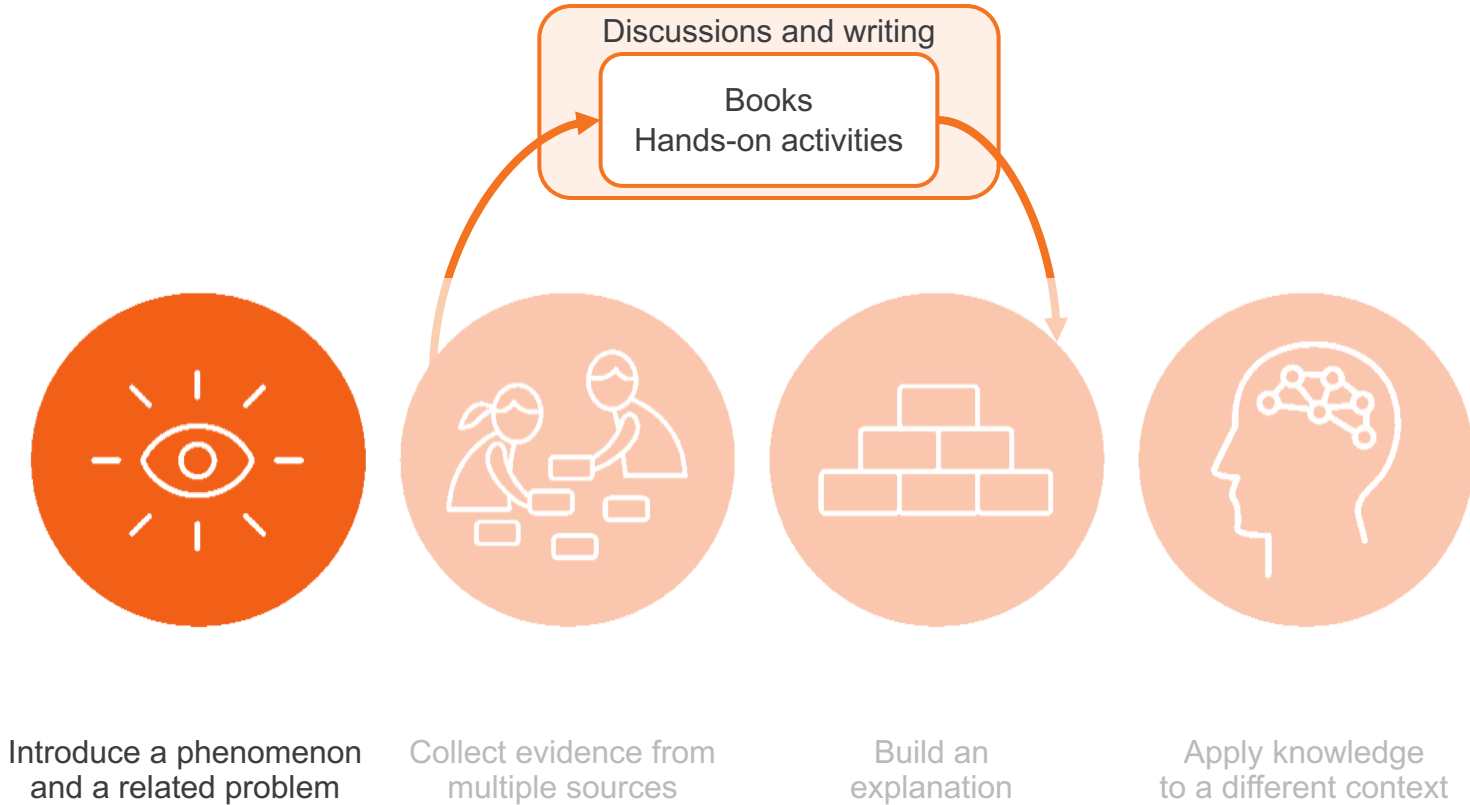 Discussions and writing
Books
Hands-on activities
Introduce a phenomenon
and a related problem
Collect evidence from
multiple sources
Build an
explanation
Apply knowledge
to a different context